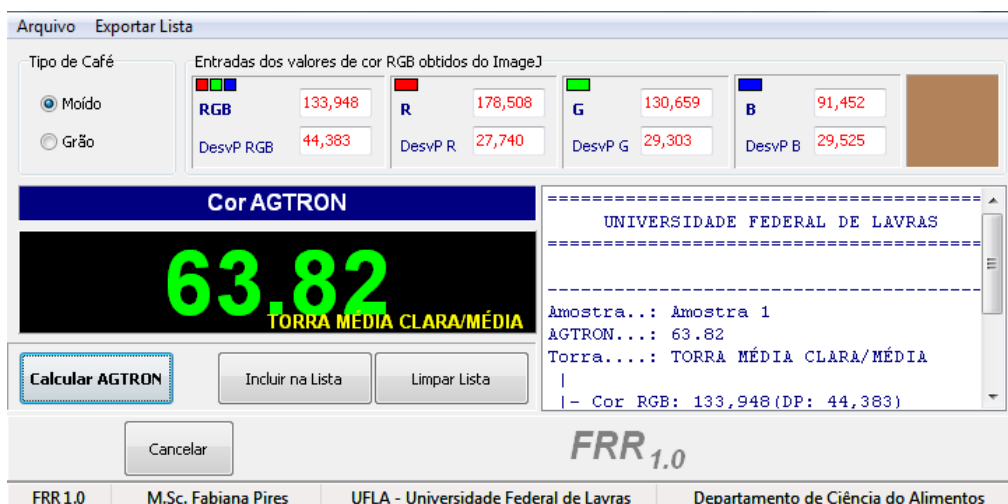 Arquivo Exportar Lista
Tipo de Café
Moído
Grão
Entradas dos valores de cor RGB obtidos do ImageJ
RGB 133,948
DesvP RGB 44,383
R 178,508
DesvP R 27,740
G 130,659
DesvP G 29,303
B 91,452
DesvP B 29,525
Cor AGTRON
63.82
TORRA MÉDIA CLARA/MÉDIA
Calcular AGTRON Incluir na Lista Limpar Lista
========================================
UNIVERSIDADE FEDERAL DE LAVRAS
========================================
----------------------------------------
Amostra..: Amostra 1
AGTRON...: 63.82
Torra....: TORRA MÉDIA CLARA/MÉDIA
|
|- Cor RGB: 133,948(DP: 44,383)
Cancelar
FRR 1.0
FRR 1.0 M.Sc. Fabiana Pires UFLA - Universidade Federal de Lavras Departamento de Ciência do Alimentos